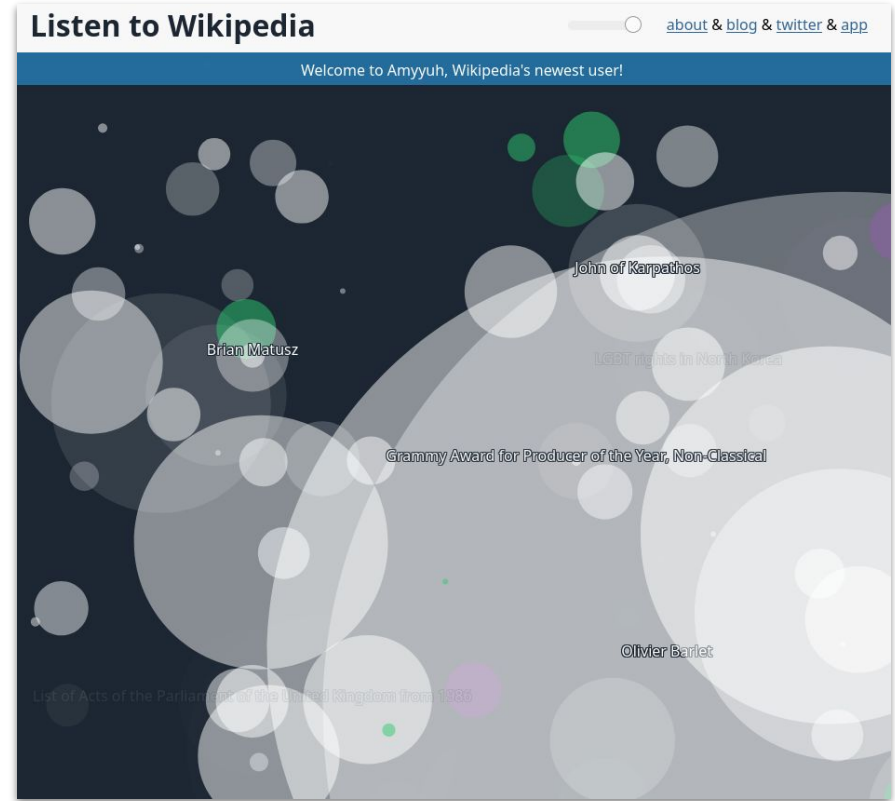 Listen to Wikipedia
about & blog & twitter & app
Welcome to Amyyuh, Wikipedia's newest user!
John of Karpathos
Brian Matusz
LGBT rights in North Korea
Grammy Award for Producer of the Year, Non-Classical
Olivier Barlet
List of Acts of the Parliament of the United Kingdom from 1886